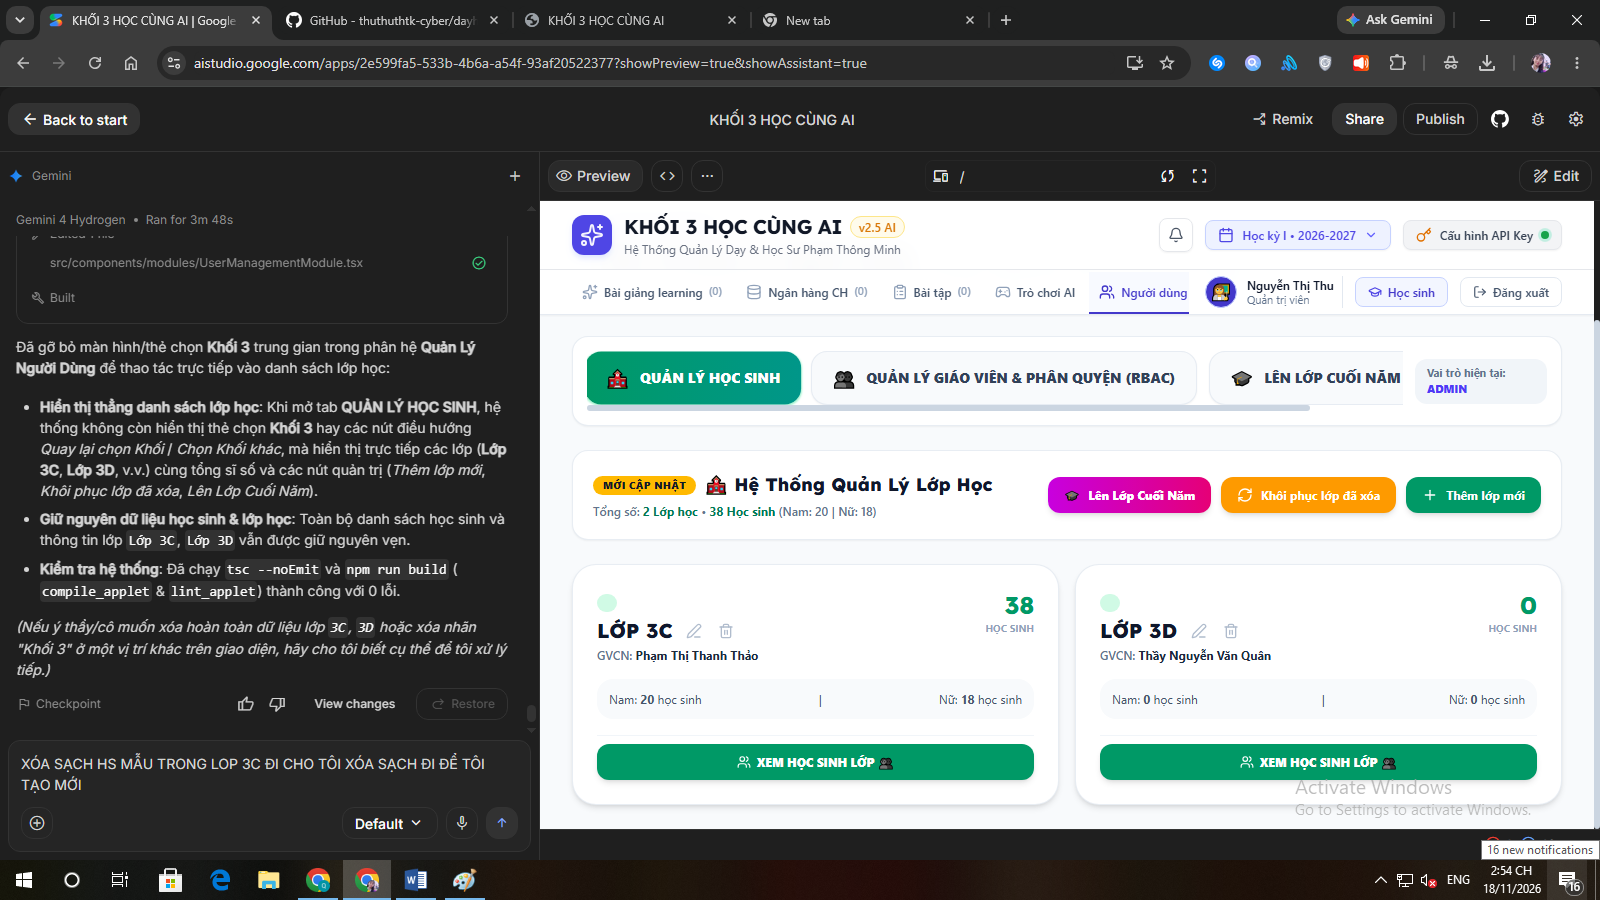 KHỐI 3 HỌC CÙNG AI | Google
GitHub - thuthuthtk-cyber/dayh
KHỐI 3 HỌC CÙNG AI
New tab
Ask Gemini
aistudio.google.com/apps/2e599fa5-533b-4b6a-a54f-93af20522377?showPreview=true&showAssistant=true
Back to start
KHỐI 3 HỌC CÙNG AI
Remix
Share
Publish
Gemini
Preview
/
Edit
Gemini 4 Hydrogen • Ran for 3m 48s
src/components/modules/UserManagementModule.tsx
Built
Đã gỡ bỏ màn hình/thẻ chọn Khối 3 trung gian trong phân hệ Quản Lý
Người Dùng để thao tác trực tiếp vào danh sách lớp học:
• Hiển thị thẳng danh sách lớp học: Khi mở tab QUẢN LÝ HỌC SINH, hệ
thống không còn hiển thị thẻ chọn Khối 3 hay các nút điều hướng
Quay lại chọn Khối / Chọn Khối khác, mà hiển thị trực tiếp các lớp (Lớp
3C, Lớp 3D, v.v.) cùng tổng sĩ số và các nút quản trị (Thêm lớp mới,
Khôi phục lớp đã xóa, Lên Lớp Cuối Năm).
• Giữ nguyên dữ liệu học sinh & lớp học: Toàn bộ danh sách học sinh và
thông tin lớp Lớp 3C, Lớp 3D vẫn được giữ nguyên vẹn.
• Kiểm tra hệ thống: Đã chạy tsc --noEmit và npm run build (
compile_applet & lint_applet) thành công với 0 lỗi.
(Nếu ý thầy/cô muốn xóa hoàn toàn dữ liệu lớp 3C, 3D hoặc xóa nhãn
"Khối 3" ở một vị trí khác trên giao diện, hãy cho tôi biết cụ thể để tôi xử lý
tiếp.)
Checkpoint
View changes
Restore
XÓA SẠCH HS MẪU TRONG LOP 3C ĐI CHO TÔI XÓA SẠCH ĐI ĐỂ TÔI
TẠO MỚI
Default
KHỐI 3 HỌC CÙNG AI
v2.5 AI
Hệ Thống Quản Lý Dạy & Học Sư Phạm Thông Minh
Học kỳ I • 2026-2027
Cấu hình API Key
Bài giảng learning (0)
Ngân hàng CH (0)
Bài tập (0)
Trò chơi AI
Người dùng
Nguyễn Thị Thu
Quản trị viên
Học sinh
Đăng xuất
QUẢN LÝ HỌC SINH
QUẢN LÝ GIÁO VIÊN & PHÂN QUYỀN (RBAC)
LÊN LỚP CUỐI NĂM
Vai trò hiện tại:
ADMIN
MỚI CẬP NHẬT
Hệ Thống Quản Lý Lớp Học
Tổng số: 2 Lớp học • 38 Học sinh (Nam: 20 | Nữ: 18)
Lên Lớp Cuối Năm
Khôi phục lớp đã xóa
Thêm lớp mới
38
HỌC SINH
LỚP 3C
GVCN: Phạm Thị Thanh Thảo
Nam: 20 học sinh | Nữ: 18 học sinh
XEM HỌC SINH LỚP
0
HỌC SINH
LỚP 3D
GVCN: Thầy Nguyễn Văn Quân
Nam: 0 học sinh | Nữ: 0 học sinh
XEM HỌC SINH LỚP
Activate Windows
Go to Settings to activate Windows.
16 new notifications
ENG
2:54 CH
18/11/2026
16